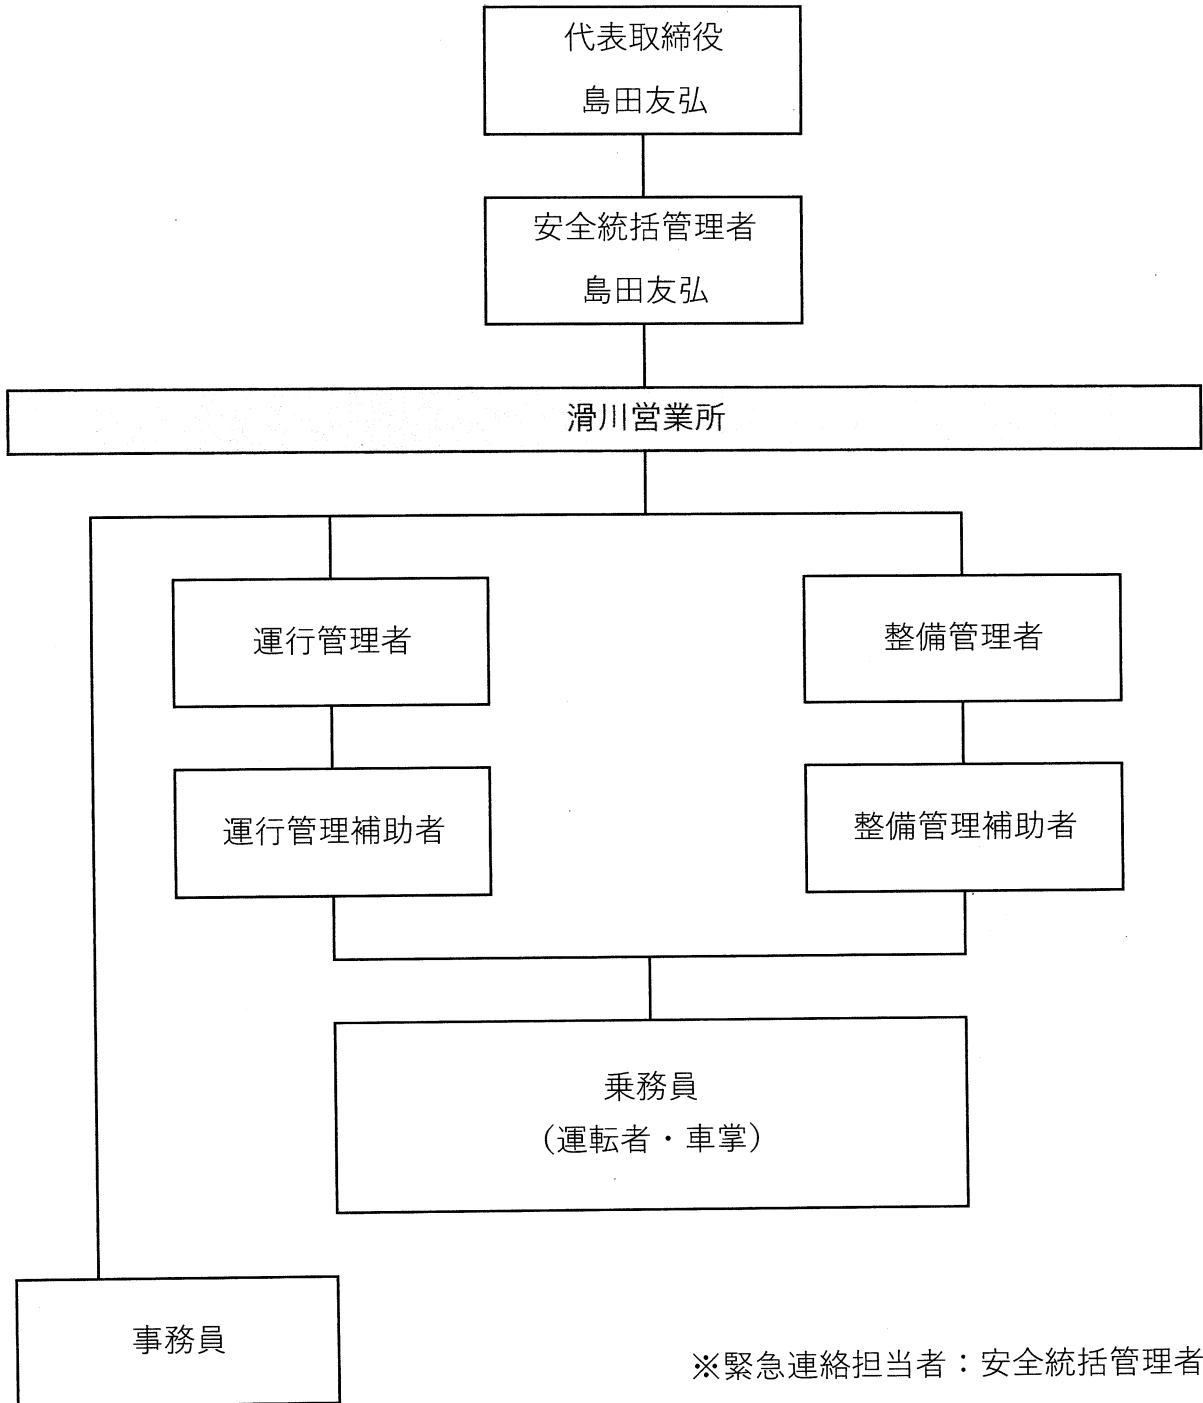 代表取締役
島田友弘
安全統括管理者
島田友弘
滑川営業所
運行管理者
整備管理者
運行管理補助者
整備管理補助者
乗務員
（運転者・車掌）
事務員
※緊急連絡担当者：安全統括管理者